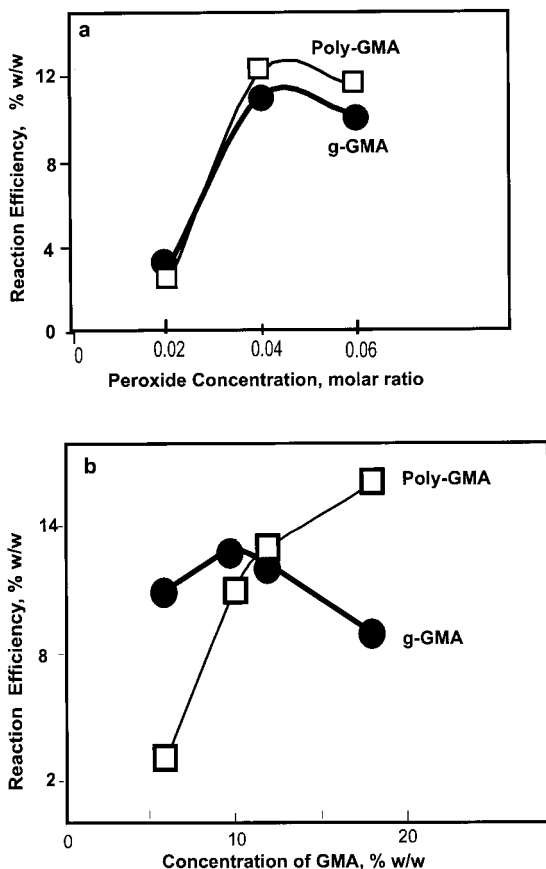 a
Poly-GMA
g-GMA
Reaction Efficiency, % w/w
12
8
4
0
0 0.02 0.04 0.06
Peroxide Concentration, molar ratio
b
Poly-GMA
g-GMA
Reaction Efficiency, % w/w
14
8
2
0 10 20
Concentration of GMA, % w/w